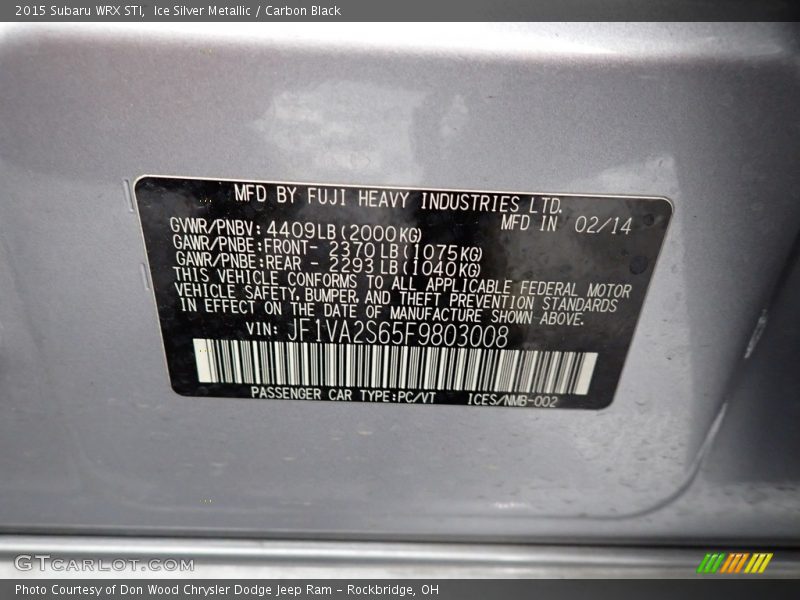 2015 Subaru WRX STI,  Ice Silver Metallic / Carbon Black
MFD BY FUJI HEAVY INDUSTRIES LTD.
MFD IN 02/14
GVWR/PNBV: 4409LB(2000KG)
GAWR/PNBE:FRONT- 2370LB(1075KG)
GAWR/PNBE:REAR - 2293LB(1040KG)
THIS VEHICLE CONFORMS TO ALL APPLICABLE FEDERAL MOTOR
VEHICLE SAFETY, BUMPER, AND THEFT PREVENTION STANDARDS
IN EFFECT ON THE DATE OF MANUFACTURE SHOWN ABOVE.
VIN: JF1VA2S65F9803008
PASSENGER CAR TYPE:PC/VT ICES/NMB-002
GTCARLOT.COM
Photo Courtesy of Don Wood Chrysler Dodge Jeep Ram – Rockbridge, OH